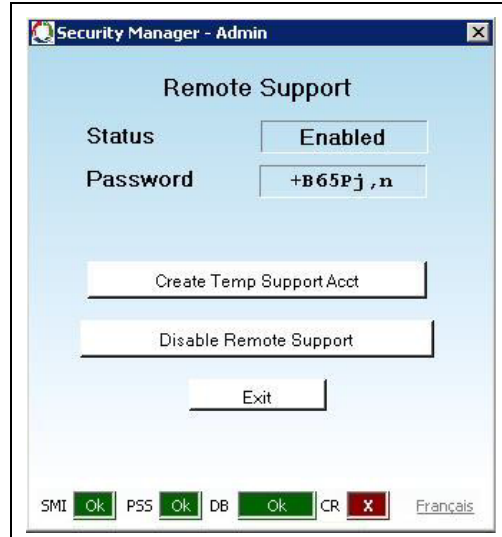 Security Manager - Admin
Remote Support
Status Enabled
Password +B65Pj,n
Create Temp Support Acct
Disable Remote Support
Exit
SMI Ok PSS Ok DB Ok CR X Français